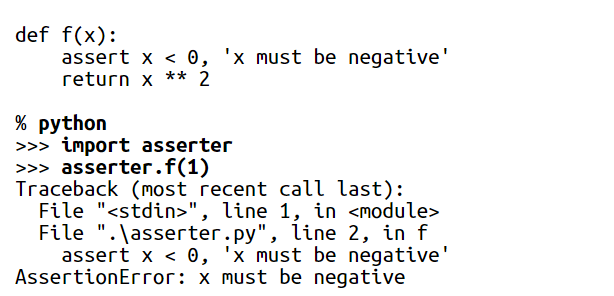 def f(x):
    assert x < 0, 'x must be negative'
    return x ** 2

% python
>>> import asserter
>>> asserter.f(1)
Traceback (most recent call last):
  File "<stdin>", line 1, in <module>
  File ".\asserter.py", line 2, in f
    assert x < 0, 'x must be negative'
AssertionError: x must be negative